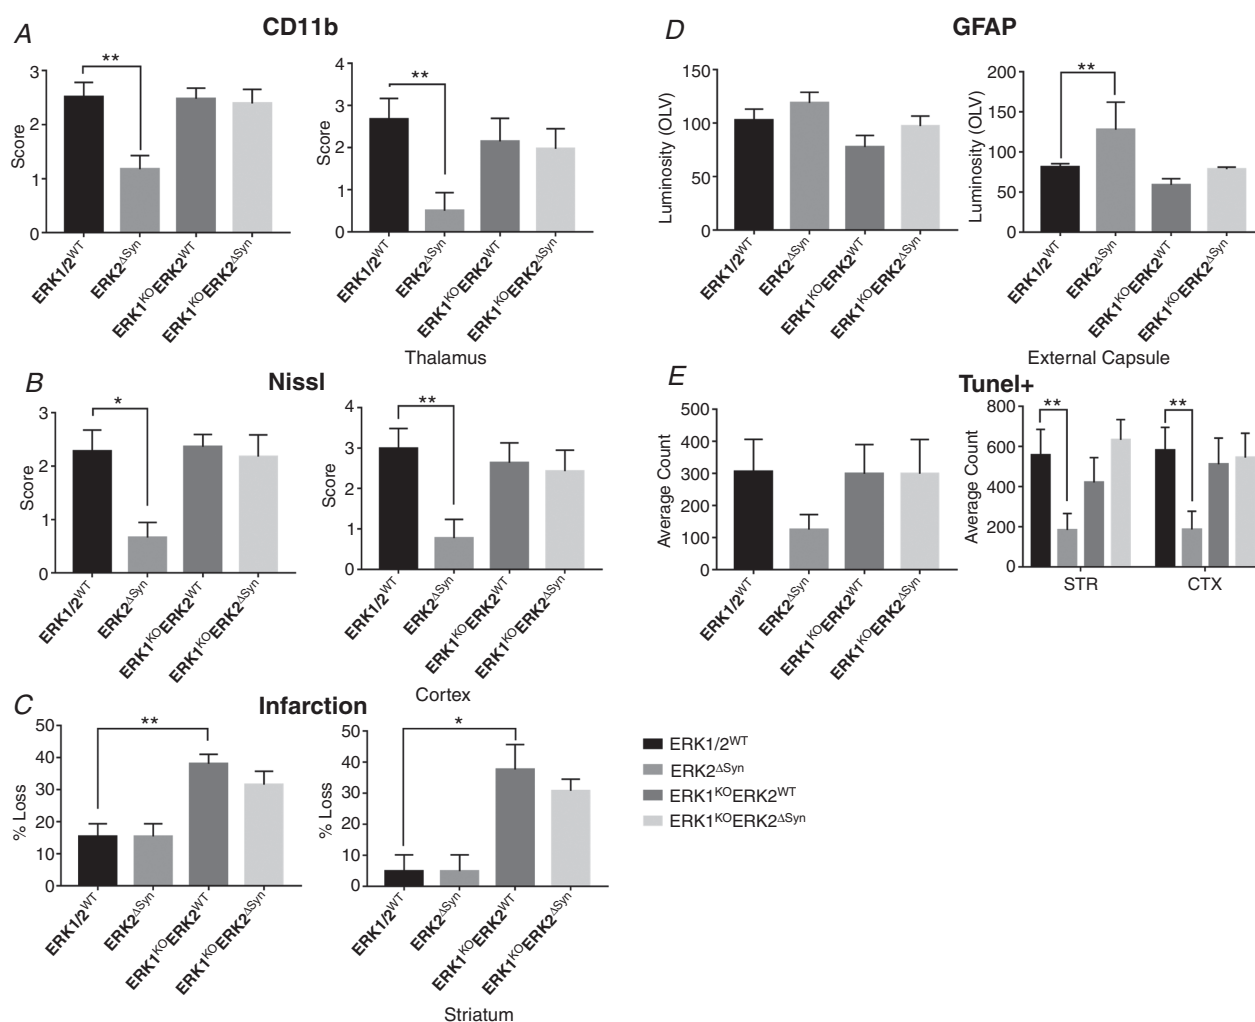 A
CD11b
**
3
2
1
0
Score
ERK1/2WT
ERK2ΔSyn
ERK1KOERK2WT
ERK1KOERK2ΔSyn
**
4
3
2
1
0
Score
ERK1/2WT
ERK2ΔSyn
ERK1KOERK2WT
ERK1KOERK2ΔSyn
Thalamus
D
GFAP
150
100
50
0
Luminosity (OLV)
ERK1/2WT
ERK2ΔSyn
ERK1KOERK2WT
ERK1KOERK2ΔSyn
**
200
150
100
50
0
Luminosity (OLV)
ERK1/2WT
ERK2ΔSyn
ERK1KOERK2WT
ERK1KOERK2ΔSyn
External Capsule
B
Nissl
*
3
2
1
0
Score
ERK1/2WT
ERK2ΔSyn
ERK1KOERK2WT
ERK1KOERK2ΔSyn
**
4
3
2
1
0
Score
ERK1/2WT
ERK2ΔSyn
ERK1KOERK2WT
ERK1KOERK2ΔSyn
Cortex
E
Tunel+
500
400
300
200
100
0
Average Count
ERK1/2WT
ERK2ΔSyn
ERK1KOERK2WT
ERK1KOERK2ΔSyn
**
**
800
600
400
200
0
Average Count
STR
CTX
C
Infarction
**
50
40
30
20
10
0
% Loss
ERK1/2WT
ERK2ΔSyn
ERK1KOERK2WT
ERK1KOERK2ΔSyn
*
50
40
30
20
10
0
% Loss
ERK1/2WT
ERK2ΔSyn
ERK1KOERK2WT
ERK1KOERK2ΔSyn
Striatum
ERK1/2WT
ERK2ΔSyn
ERK1KOERK2WT
ERK1KOERK2ΔSyn